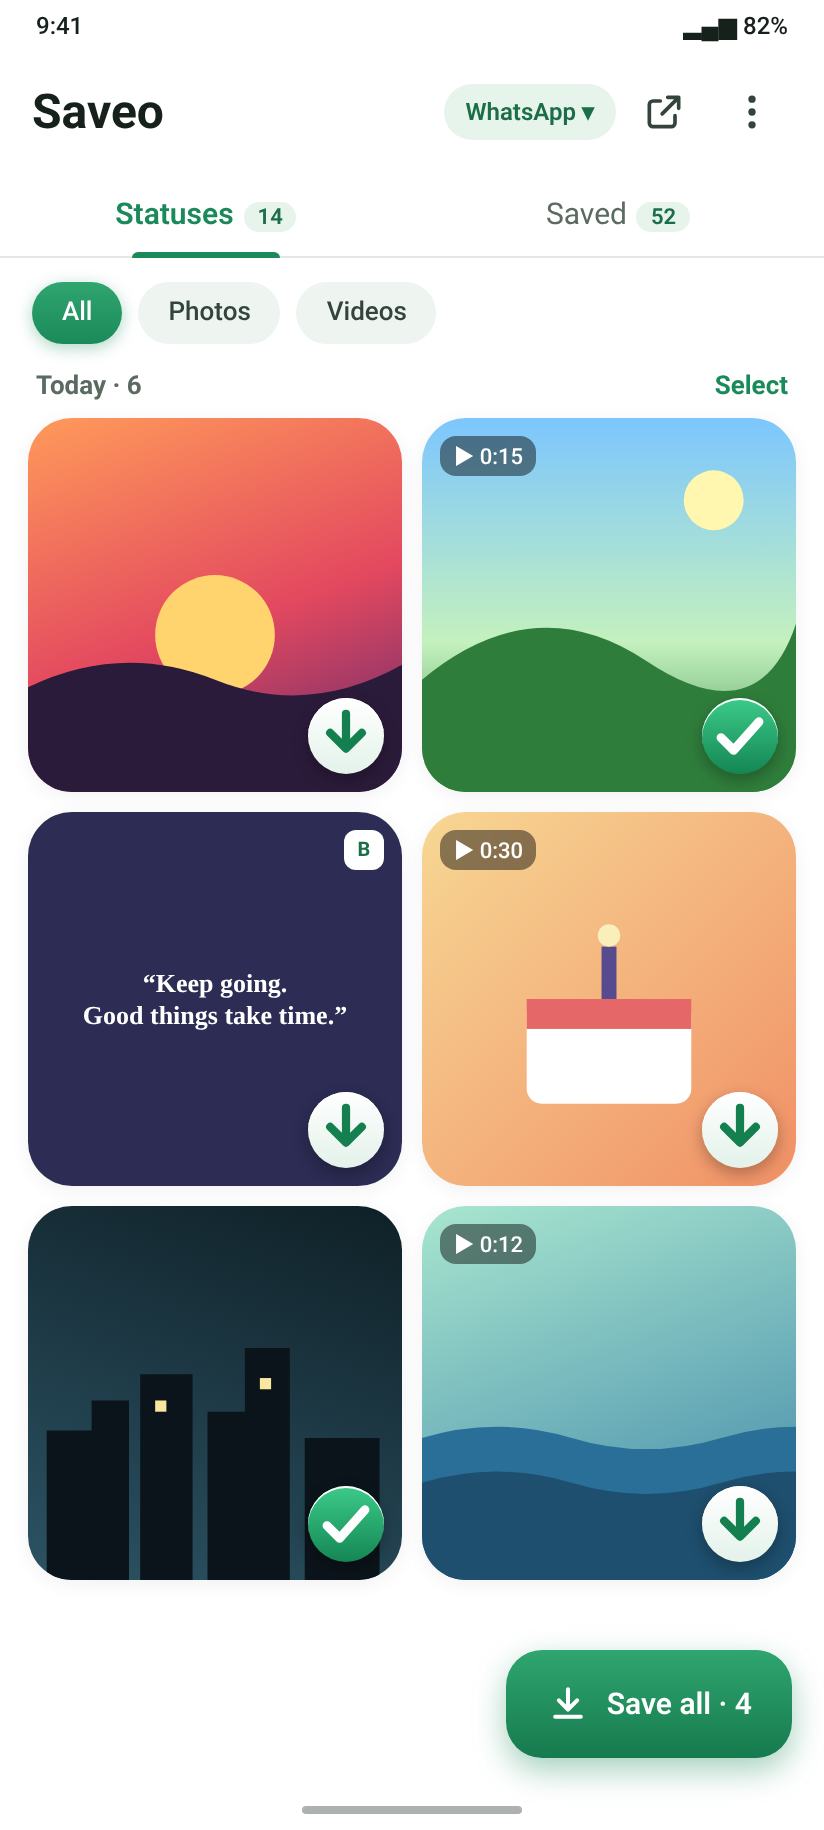 9:41 82%
Saveo WhatsApp ▾
Statuses 14 Saved 52
All Photos Videos
Today · 6 Select
0:15
B
“Keep going.
Good things take time.”
0:30
0:12
Save all · 4